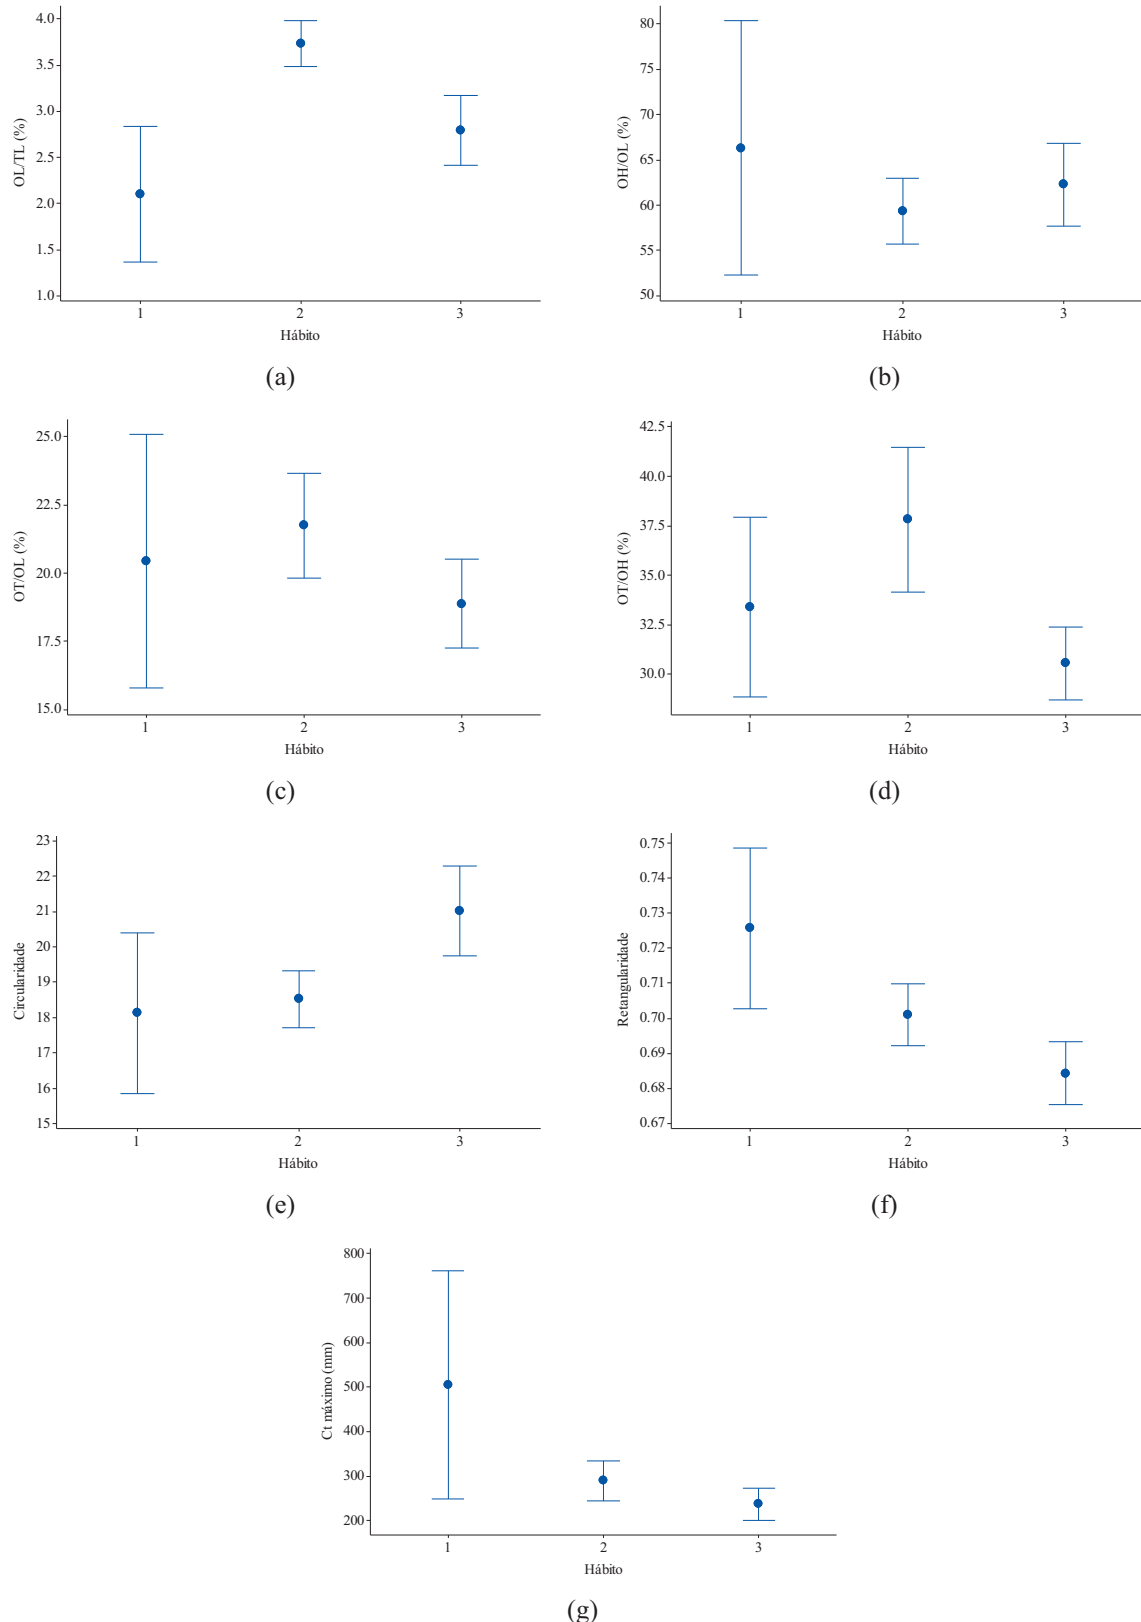 4.0
3.5
3.0
2.5
2.0
1.5
1.0
OL/TL (%)
1 2 3
Hábito
(a)
80
75
70
65
60
55
50
OH/OL (%)
1 2 3
Hábito
(b)
25.0
22.5
20.0
17.5
15.0
OT/OL (%)
1 2 3
Hábito
(c)
42.5
40.0
37.5
35.0
32.5
30.0
OT/OH (%)
1 2 3
Hábito
(d)
23
22
21
20
19
18
17
16
15
Circularidade
1 2 3
Hábito
(e)
0.75
0.74
0.73
0.72
0.71
0.70
0.69
0.68
0.67
Retangularidade
1 2 3
Hábito
(f)
800
700
600
500
400
300
200
Ct máximo (mm)
1 2 3
Hábito
(g)